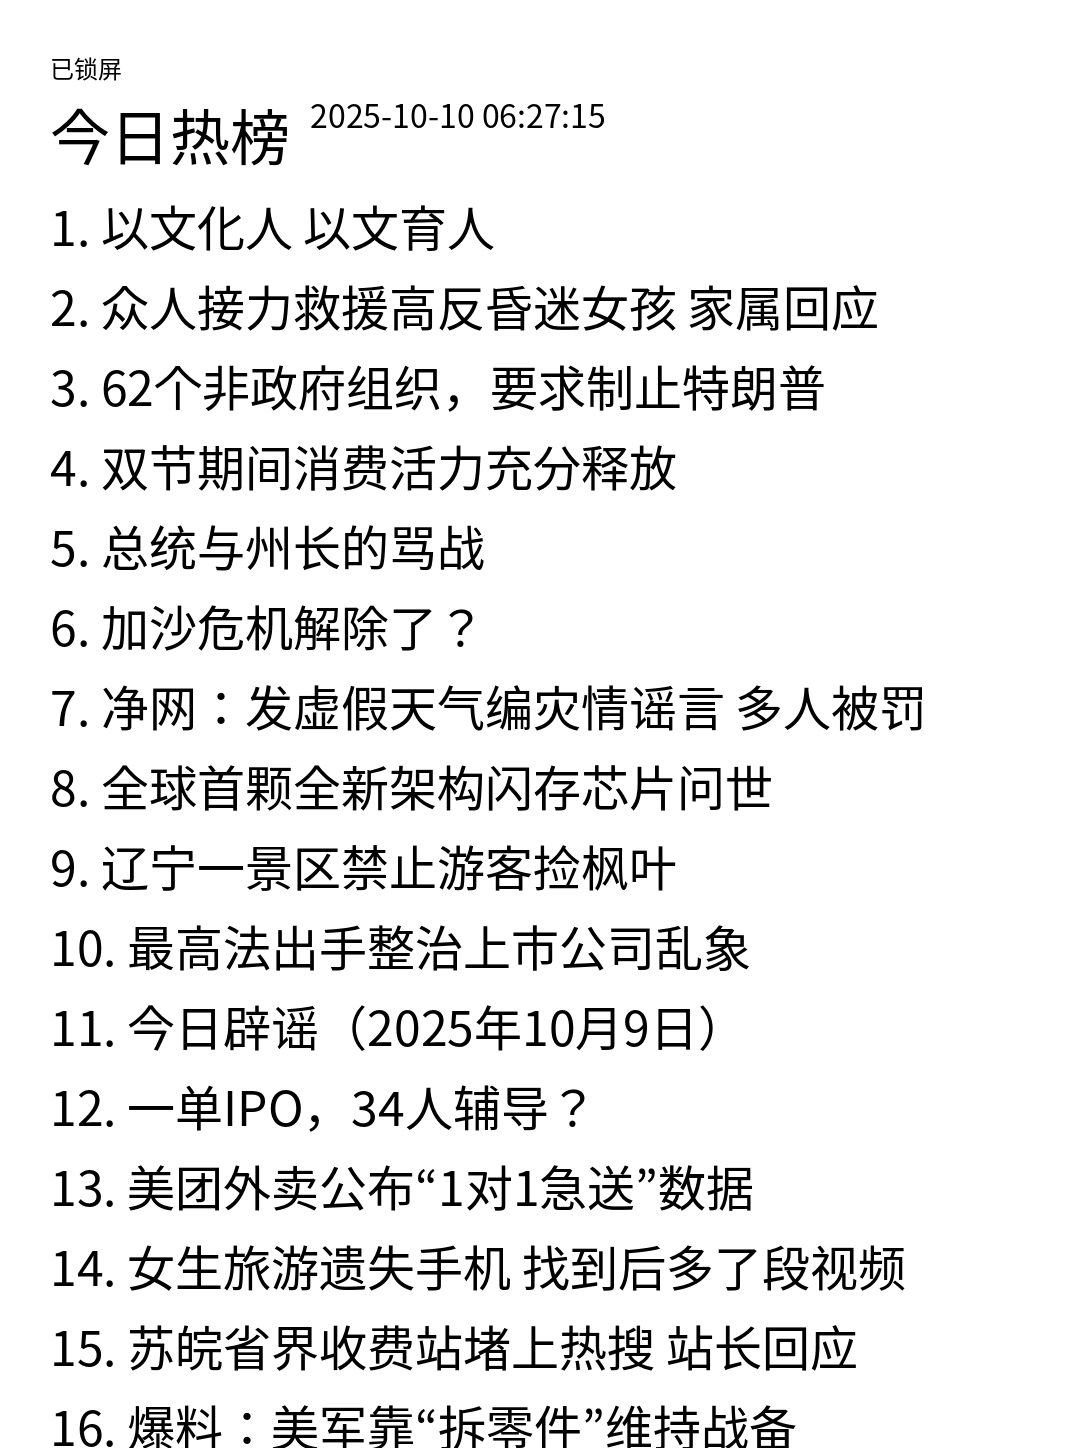 已锁屏
今日热榜 2025-10-10 06:27:15
1. 以文化人 以文育人
2. 众人接力救援高反昏迷女孩 家属回应
3. 62个非政府组织，要求制止特朗普
4. 双节期间消费活力充分释放
5. 总统与州长的骂战
6. 加沙危机解除了？
7. 净网：发虚假天气编灾情谣言 多人被罚
8. 全球首颗全新架构闪存芯片问世
9. 辽宁一景区禁止游客捡枫叶
10. 最高法出手整治上市公司乱象
11. 今日辟谣（2025年10月9日）
12. 一单IPO，34人辅导？
13. 美团外卖公布“1对1急送”数据
14. 女生旅游遗失手机 找到后多了段视频
15. 苏皖省界收费站堵上热搜 站长回应
16. 爆料：美军靠“拆零件”维持战备